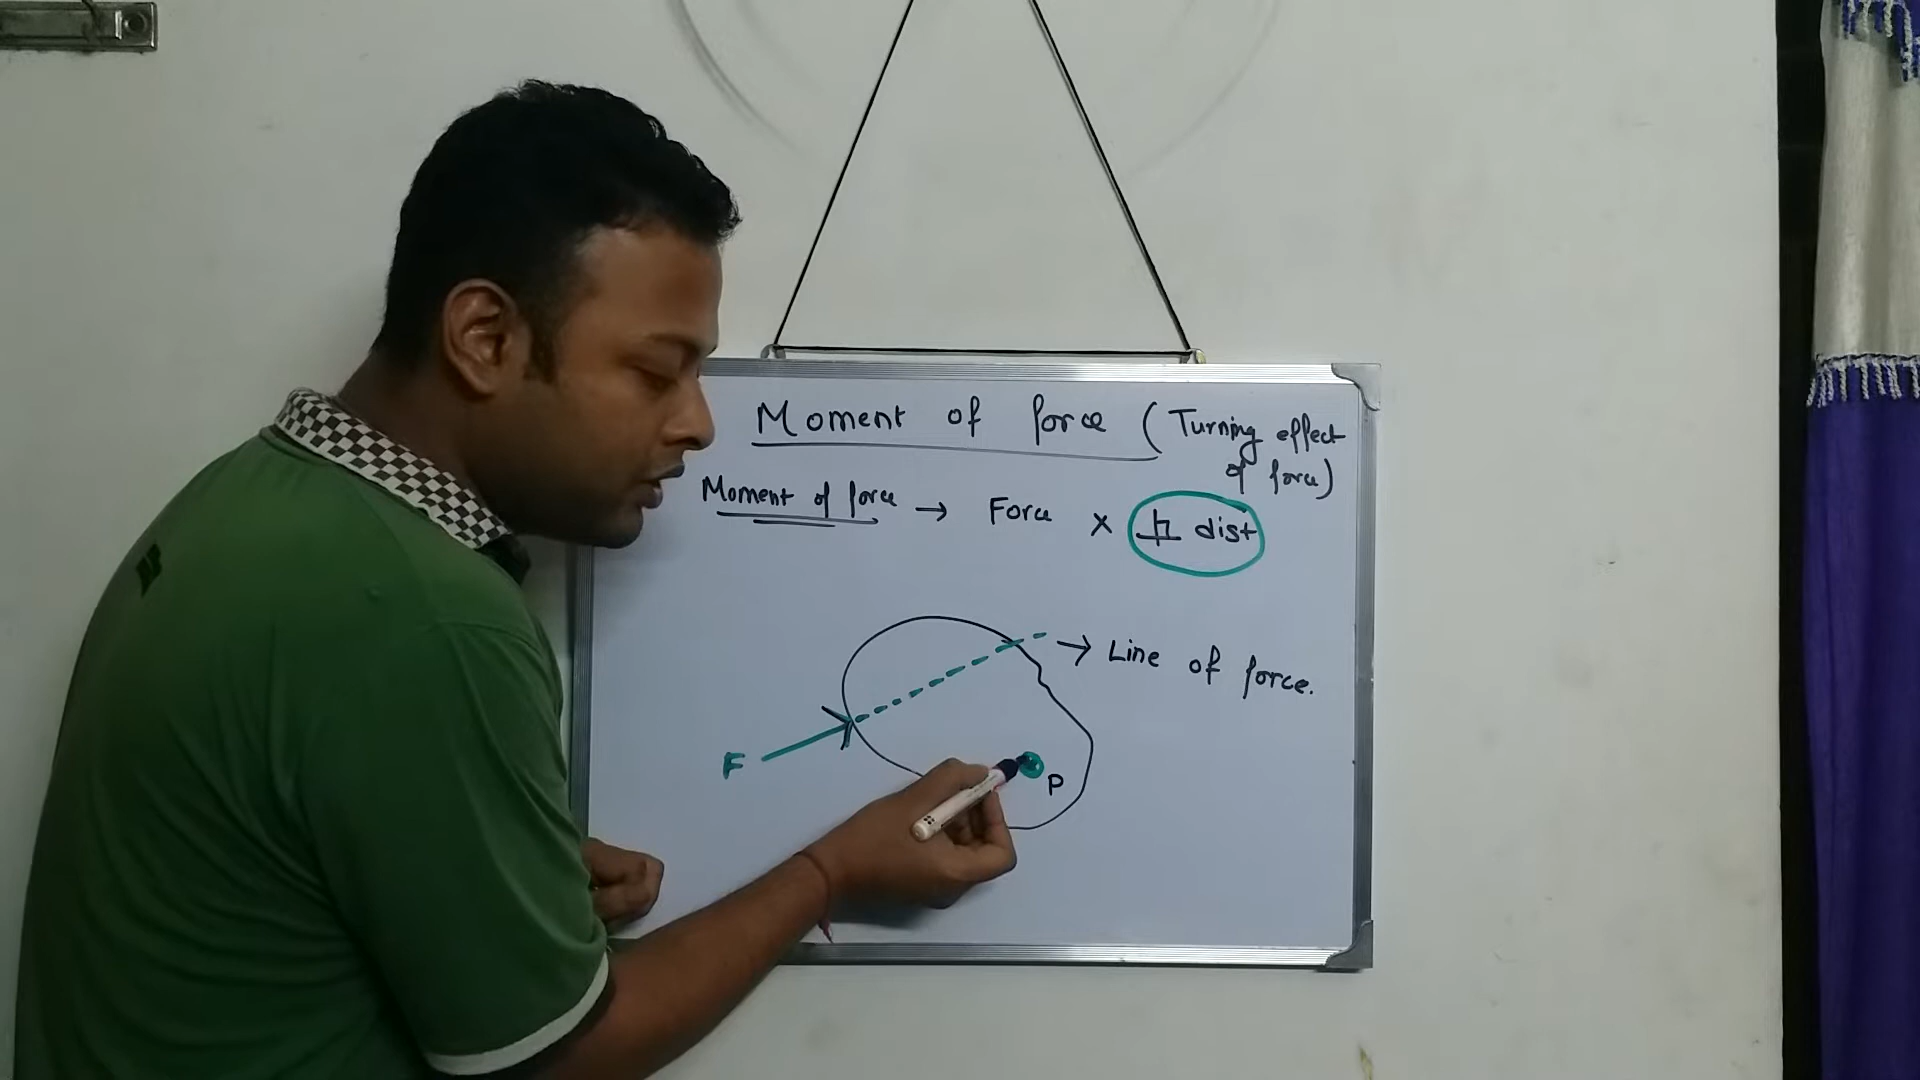 Moment of force (Turning effect
of force)
Moment of force → Force × ⊥r dist
→ Line of force.
F
P